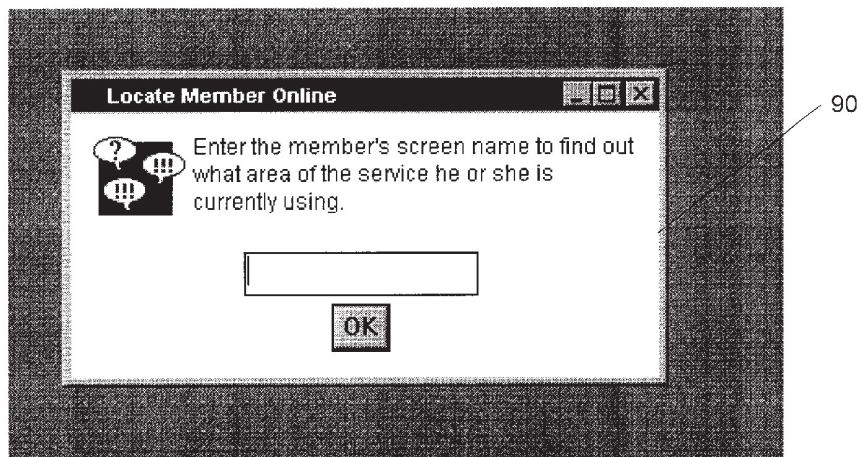 Locate Member Online
90
?
!!!
!!!
Enter the member's screen name to find out
what area of the service he or she is
currently using.
OK